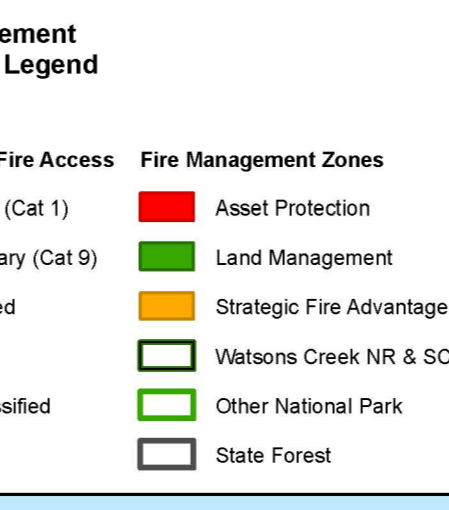 ement
Legend
Fire Access Fire Management Zones
(Cat 1) Asset Protection
ary (Cat 9) Land Management
ed Strategic Fire Advantage
Watsons Creek NR & SC
ssified Other National Park
State Forest